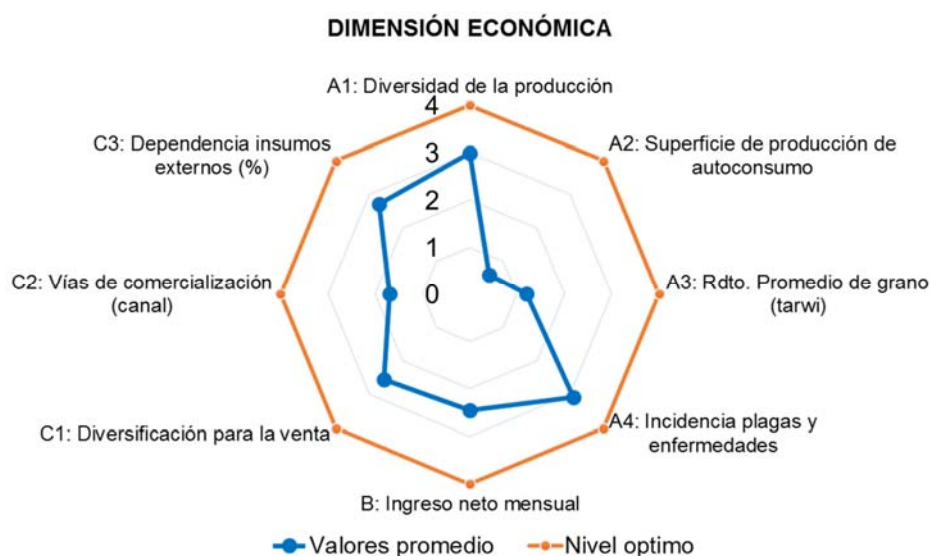 DIMENSIÓN ECONÓMICA
A1: Diversidad de la producción
4
C3: Dependencia insumos
externos (%)
3
A2: Superficie de producción de
autoconsumo
2
1
C2: Vías de comercialización
(canal)
0
A3: Rdto. Promedio de grano
(tarwi)
C1: Diversificación para la venta
A4: Incidencia plagas y
enfermedades
B: Ingreso neto mensual
Valores promedio
Nivel optimo